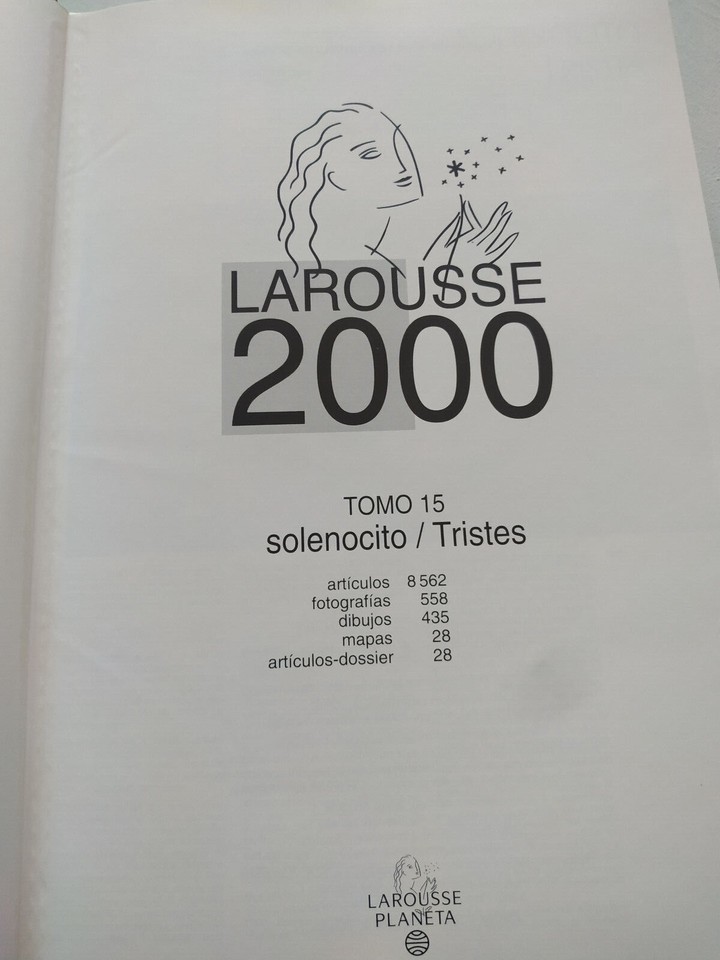 LAROUSSE
2000
TOMO 15
solenocito / Tristes
artículos 8 562
fotografías 558
dibujos 435
mapas 28
artículos-dossier 28
LAROUSSE
PLANETA